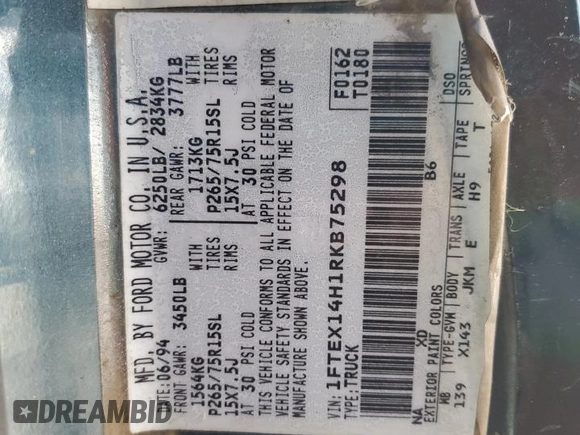 MFD. BY FORD MOTOR CO. IN U.S.A.
DATE: 06/94 GVWR: 6250LB/ 2834KG
FRONT GAWR: 3450LB REAR GAWR: 3777LB
1564KG WITH 1713KG WITH
P265/75R15SL TIRES P265/75R15SL TIRES
15X7.5J RIMS 15X7.5J RIMS
AT 30 PSI COLD AT 30 PSI COLD
THIS VEHICLE CONFORMS TO ALL APPLICABLE FEDERAL MOTOR
VEHICLE SAFETY STANDARDS IN EFFECT ON THE DATE OF
MANUFACTURE SHOWN ABOVE.
VIN: 1FTEX14H1RKB75298 F0162
TYPE: TRUCK T0180
NA XD B6
EXTERIOR PAINT COLORS DSO
WB TYPE-GVM BODY TRANS AXLE TAPE SPRING
139 X143 JKM E H9 T
DREAMBID